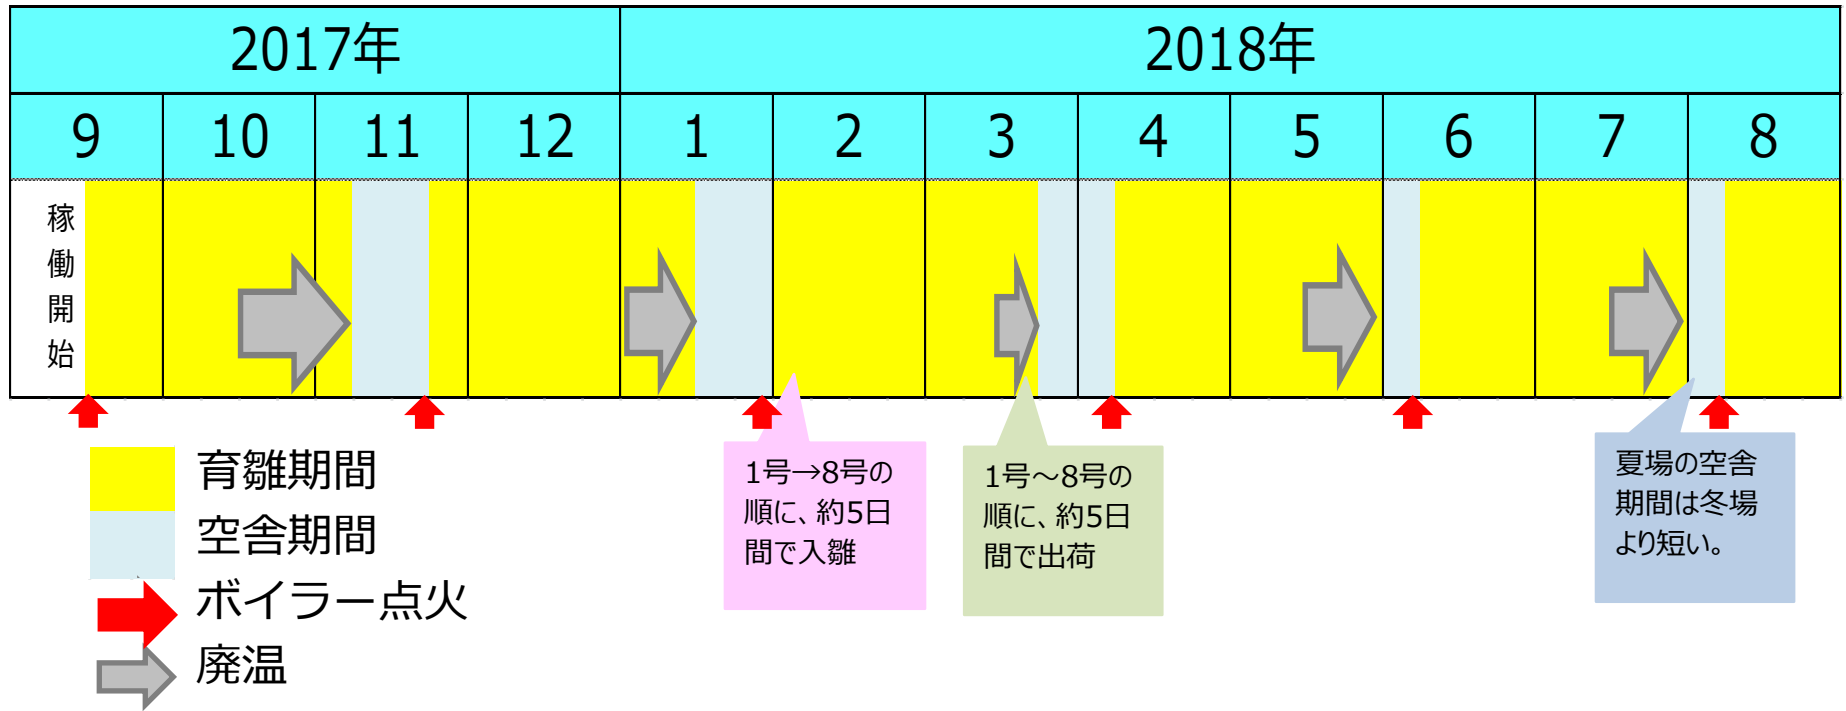 2017年
2018年
9
10
11
12
1
2
3
4
5
6
7
8
稼
働
開
始
1号→8号の
順に、約5日
間で入雛
1号～8号の
順に、約5日
間で出荷
夏場の空舎
期間は冬場
より短い。
育雛期間
空舎期間
ボイラー点火
廃温